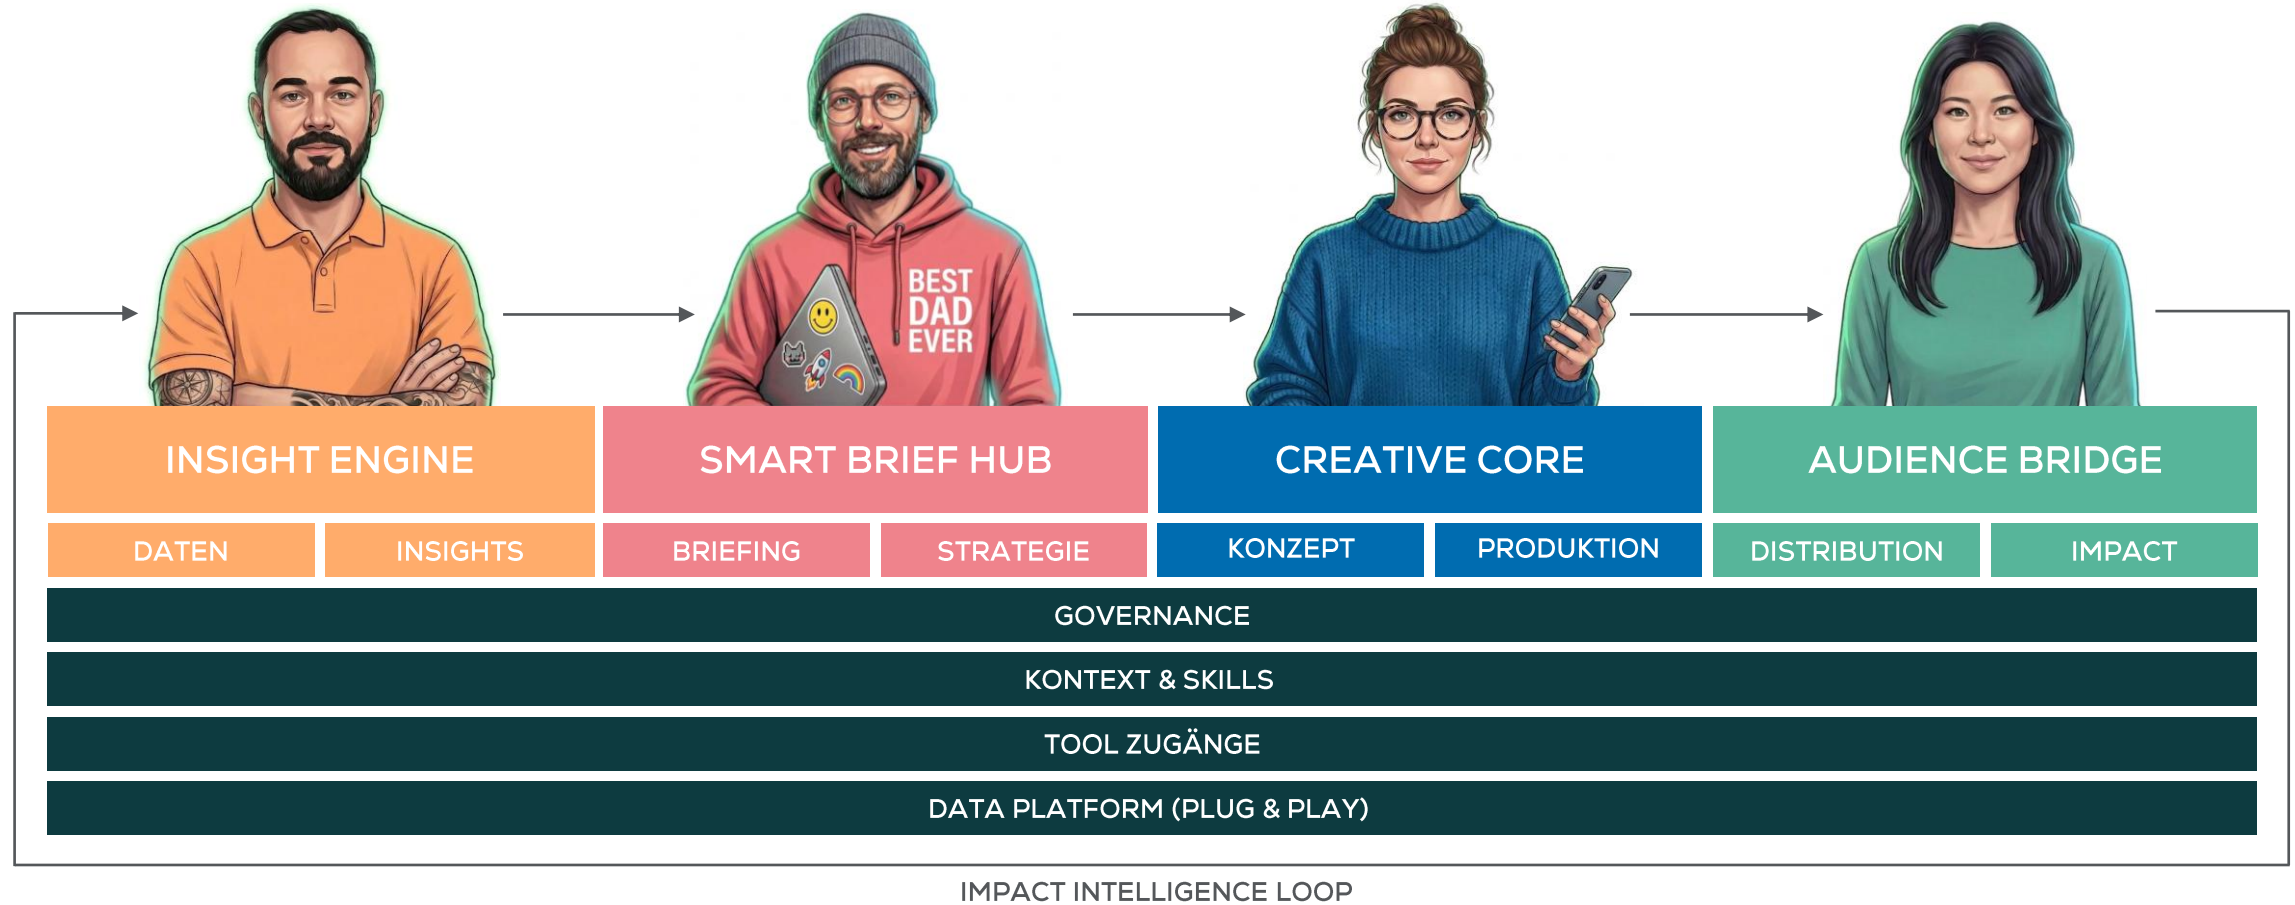 BEST
DAD
EVER
INSIGHT ENGINE
SMART BRIEF HUB
CREATIVE CORE
AUDIENCE BRIDGE
DATEN
INSIGHTS
BRIEFING
STRATEGIE
KONZEPT
PRODUKTION
DISTRIBUTION
IMPACT
GOVERNANCE
KONTEXT & SKILLS
TOOL ZUGÄNGE
DATA PLATFORM (PLUG & PLAY)
IMPACT INTELLIGENCE LOOP